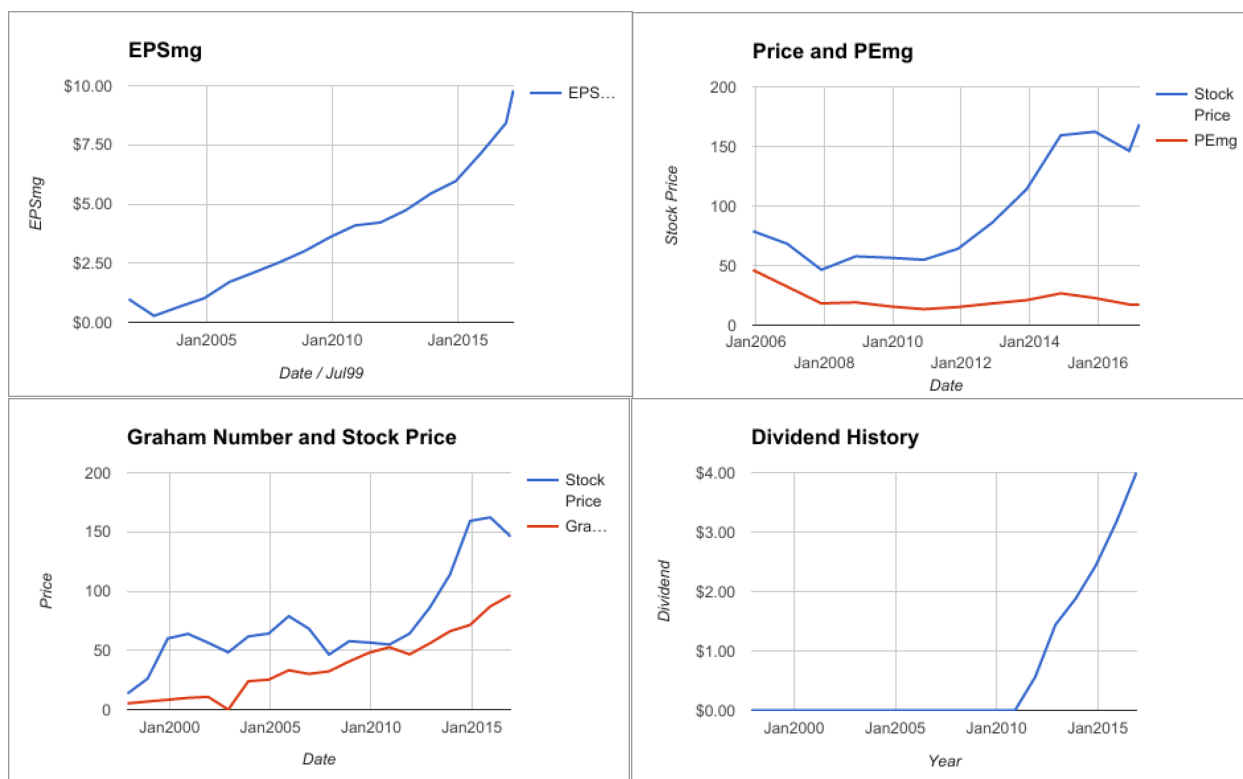 EPSmg
$10.00
$7.50
$5.00
$2.50
$0.00
EPSmg
EPS…
Jan2005
Jan2010
Jan2015
Date / Jul99
Price and PEmg
200
150
100
50
0
Stock Price
Stock
Price
PEmg
Jan2006
Jan2008
Jan2010
Jan2012
Jan2014
Jan2016
Date
Graham Number and Stock Price
200
150
100
50
0
Price
Stock
Price
Gra…
Jan2000
Jan2005
Jan2010
Jan2015
Date
Dividend History
$4.00
$3.00
$2.00
$1.00
$0.00
Dividend
Jan2000
Jan2005
Jan2010
Jan2015
Year